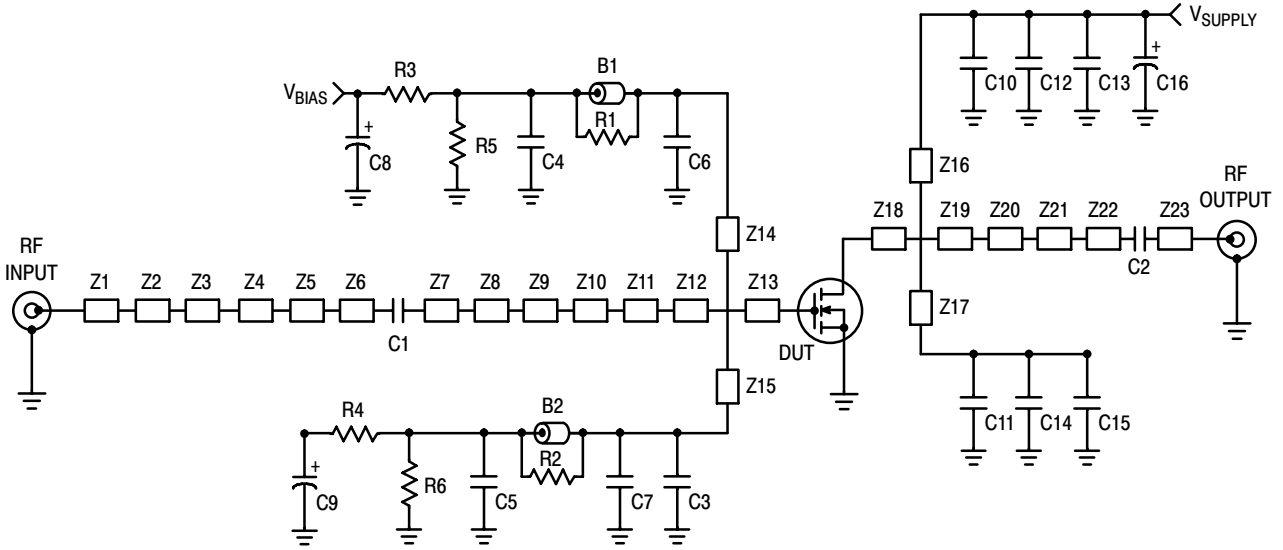 V_SUPPLY
C10 C12 C13 + C16
B1
R3
V_BIAS
R1
+ C8 R5 C4 C6
Z16
RF OUTPUT
Z18 Z19 Z20 Z21 Z22 Z23
C2
Z14
RF INPUT
Z1 Z2 Z3 Z4 Z5 Z6 Z7 Z8 Z9 Z10 Z11 Z12 Z13
C1
Z17
DUT
Z15
R4 B2
R2
+ C9 R6 C5 C7 C3
C11 C14 C15